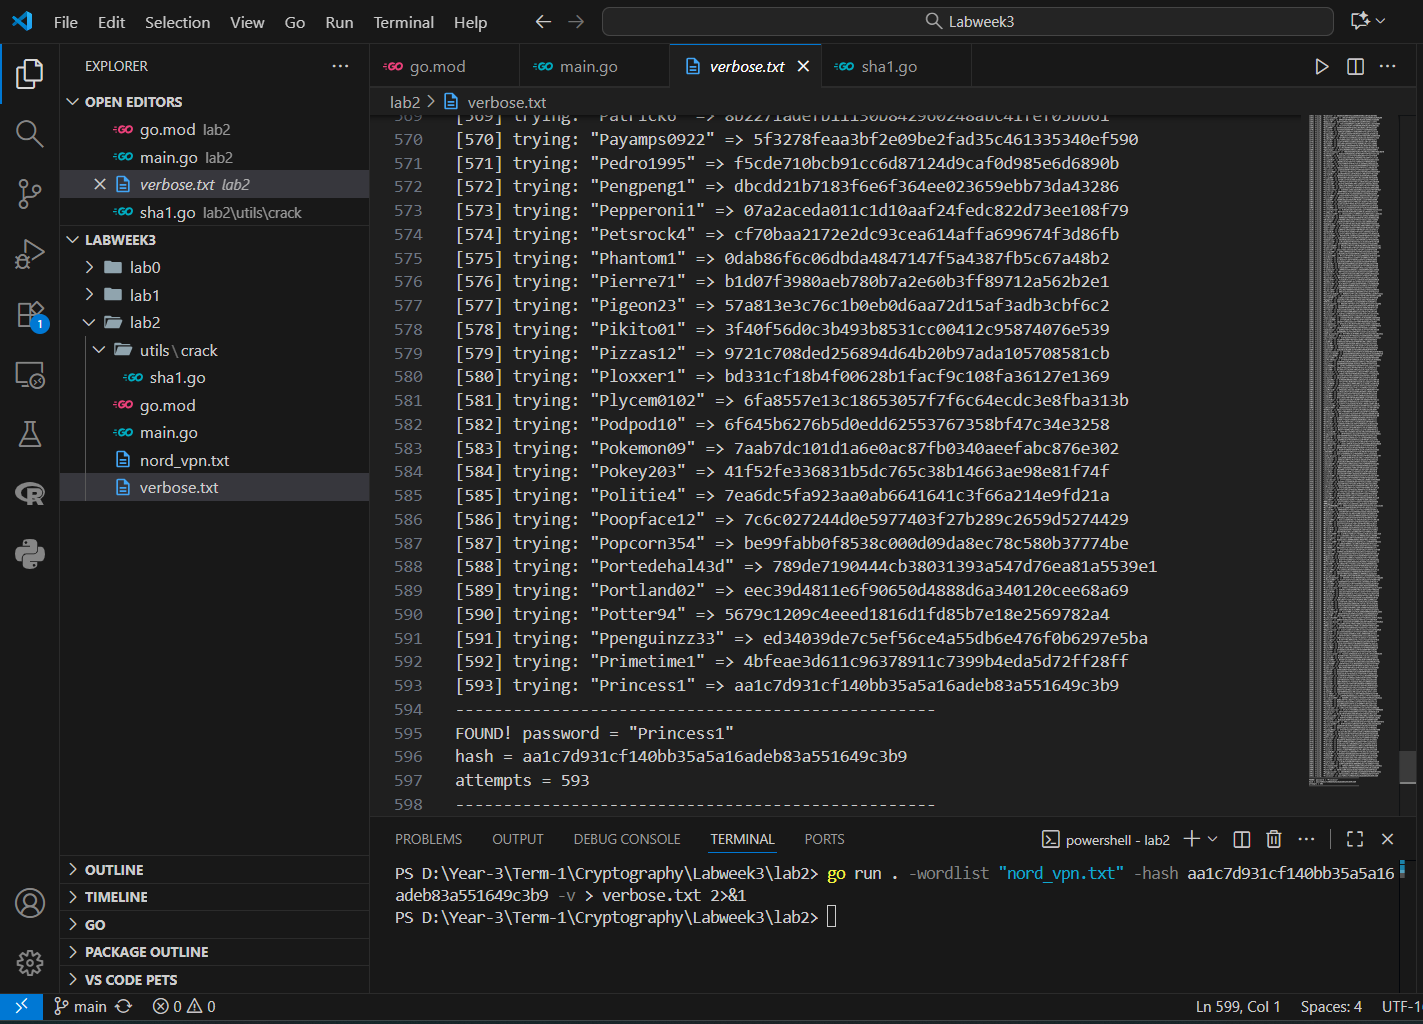 File Edit Selection View Go Run Terminal Help
Labweek3
EXPLORER
OPEN EDITORS
go.mod lab2
main.go lab2
verbose.txt lab2
sha1.go lab2\utils\crack
LABWEEK3
lab0
lab1
lab2
utils\crack
sha1.go
go.mod
main.go
nord_vpn.txt
verbose.txt
OUTLINE
TIMELINE
GO
PACKAGE OUTLINE
VS CODE PETS
1
go.mod main.go verbose.txt sha1.go
lab2 > verbose.txt
570 [570] trying: "Payamps0922" => 5f3278feaa3bf2e09be2fad35c461335340ef590
571 [571] trying: "Pedro1995" => f5cde710bcb91cc6d87124d9caf0d985e6d6890b
572 [572] trying: "Pengpeng1" => dbcdd21b7183f6e6f364ee023659ebb73da43286
573 [573] trying: "Pepperoni1" => 07a2aceda011c1d10aaf24fedc822d73ee108f79
574 [574] trying: "Petsrock4" => cf70baa2172e2dc93cea614affa699674f3d86fb
575 [575] trying: "Phantom1" => 0dab86f6c06dbda4847147f5a4387fb5c67a48b2
576 [576] trying: "Pierre71" => b1d07f3980aeb780b7a2e60b3ff89712a562b2e1
577 [577] trying: "Pigeon23" => 57a813e3c76c1b0eb0d6aa72d15af3adb3cbf6c2
578 [578] trying: "Pikito01" => 3f40f56d0c3b493b8531cc00412c95874076e539
579 [579] trying: "Pizzas12" => 9721c708ded256894d64b20b97ada105708581cb
580 [580] trying: "Ploxxer1" => bd331cf18b4f00628b1facf9c108fa36127e1369
581 [581] trying: "Plycem0102" => 6fa8557e13c18653057f7f6c64ecdc3e8fba313b
582 [582] trying: "Podpod10" => 6f645b6276b5d0edd62553767358bf47c34e3258
583 [583] trying: "Pokemon09" => 7aab7dc101d1a6e0ac87fb0340aeefabc876e302
584 [584] trying: "Pokey203" => 41f52fe336831b5dc765c38b14663ae98e81f74f
585 [585] trying: "Politie4" => 7ea6dc5fa923aa0ab6641641c3f66a214e9fd21a
586 [586] trying: "Poopface12" => 7c6c027244d0e5977403f27b289c2659d5274429
587 [587] trying: "Popcorn354" => be99fabb0f8538c000d09da8ec78c580b37774be
588 [588] trying: "Portedehal43d" => 789de7190444cb38031393a547d76ea81a5539e1
589 [589] trying: "Portland02" => eec39d4811e6f90650d4888d6a340120cee68a69
590 [590] trying: "Potter94" => 5679c1209c4eeed1816d1fd85b7e18e2569782a4
591 [591] trying: "Ppenguinzz33" => ed34039de7c5ef56ce4a55db6e476f0b6297e5ba
592 [592] trying: "Primetime1" => 4bfeae3d611c96378911c7399b4eda5d72ff28ff
593 [593] trying: "Princess1" => aa1c7d931cf140bb35a5a16adeb83a551649c3b9
594 --------------------------------------------------
595 FOUND! password = "Princess1"
596 hash = aa1c7d931cf140bb35a5a16adeb83a551649c3b9
597 attempts = 593
598 --------------------------------------------------
PROBLEMS OUTPUT DEBUG CONSOLE TERMINAL PORTS
powershell - lab2
PS D:\Year-3\Term-1\Cryptography\Labweek3\lab2> go run . -wordlist "nord_vpn.txt" -hash aa1c7d931cf140bb35a5a16
adeb83a551649c3b9 -v > verbose.txt 2>&1
PS D:\Year-3\Term-1\Cryptography\Labweek3\lab2>
main 0 0
Ln 599, Col 1 Spaces: 4 UTF-1